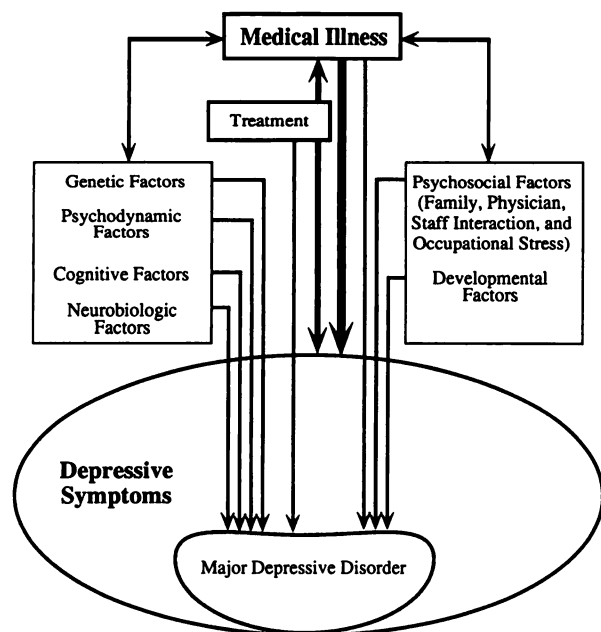 Medical Illness
Treatment
Genetic Factors
Psychodynamic
Factors
Cognitive Factors
Neurobiologic
Factors
Psychosocial Factors
(Family, Physician,
Staff Interaction, and
Occupational Stress)
Developmental
Factors
Depressive
Symptoms
Major Depressive Disorder